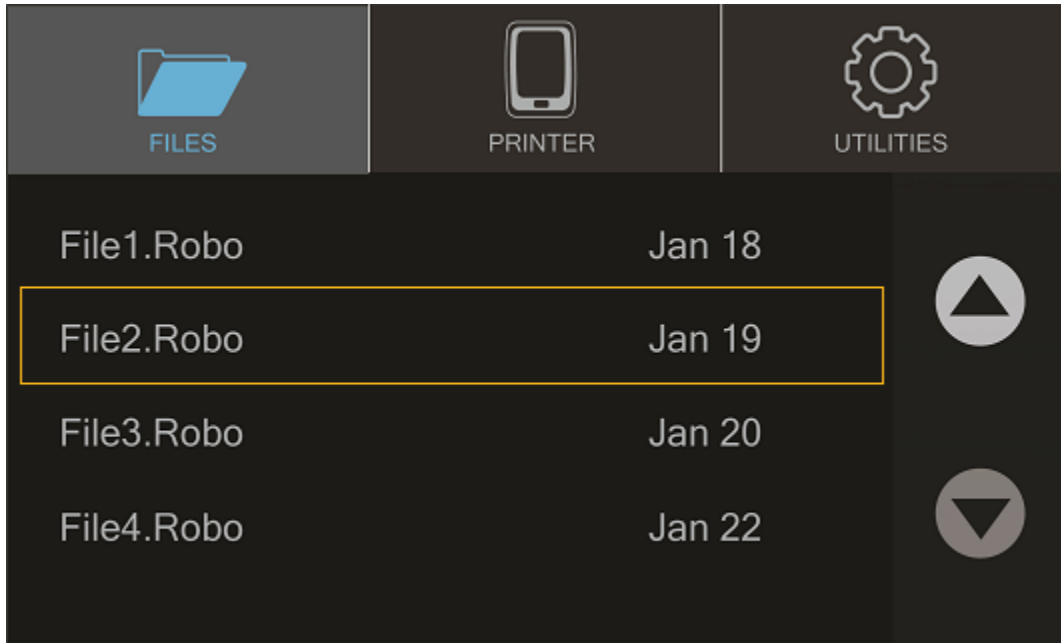 FILES PRINTER UTILITIES
File1.Robo Jan 18
File2.Robo Jan 19
File3.Robo Jan 20
File4.Robo Jan 22